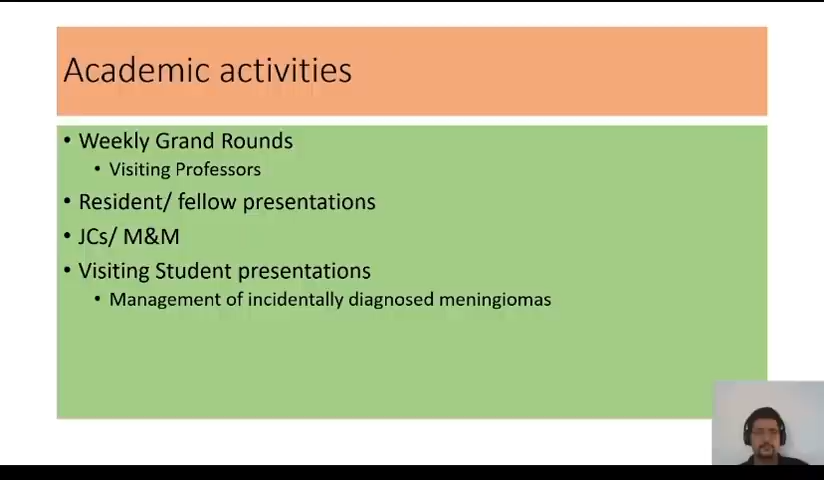 Academic activities
• Weekly Grand Rounds
• Visiting Professors
• Resident/ fellow presentations
• JCs/ M&M
• Visiting Student presentations
• Management of incidentally diagnosed meningiomas